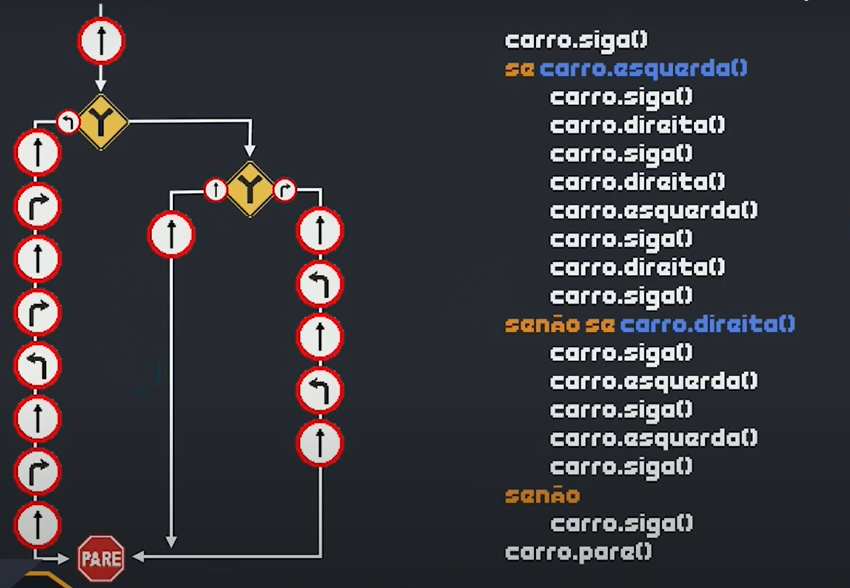 carro.siga()
se carro.esquerda()
carro.siga()
carro.direita()
carro.siga()
carro.direita()
carro.esquerda()
carro.siga()
carro.direita()
carro.siga()
senão se carro.direita()
carro.siga()
carro.esquerda()
carro.siga()
carro.esquerda()
carro.siga()
senão
carro.siga()
carro.pare()
PARE